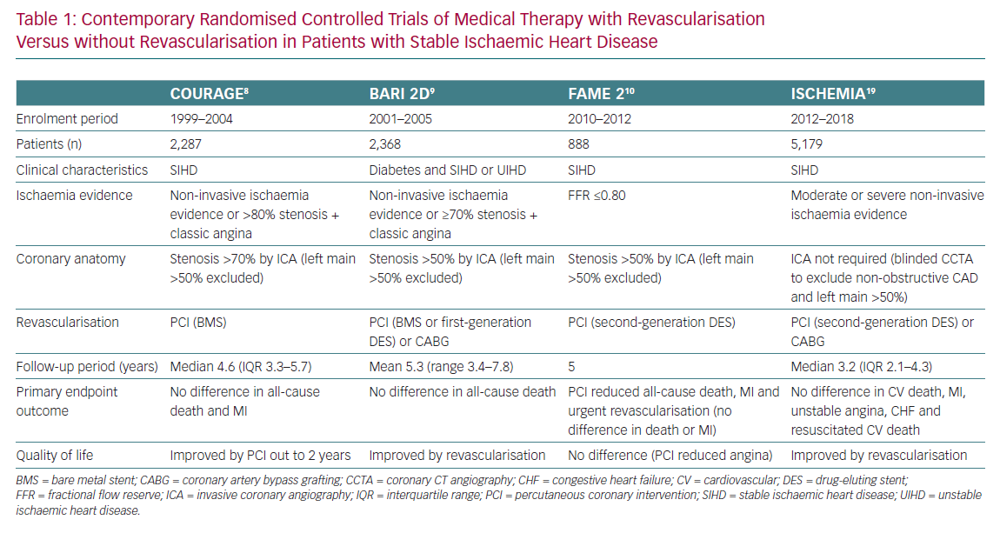 Table 1: Contemporary Randomised Controlled Trials of Medical Therapy with Revascularisation
Versus without Revascularisation in Patients with Stable Ischaemic Heart Disease
COURAGE⁸ BARI 2D⁹ FAME 2¹⁰ ISCHEMIA¹⁹
Enrolment period 1999–2004 2001–2005 2010–2012 2012–2018
Patients (n) 2,287 2,368 888 5,179
Clinical characteristics SIHD Diabetes and SIHD or UIHD SIHD SIHD
Ischaemia evidence Non-invasive ischaemia Non-invasive ischaemia FFR ≤0.80 Moderate or severe non-invasive
evidence or >80% stenosis + evidence or ≥70% stenosis + ischaemia evidence
classic angina classic angina
Coronary anatomy Stenosis >70% by ICA (left main Stenosis >50% by ICA (left main Stenosis >50% by ICA (left main ICA not required (blinded CCTA
>50% excluded) >50% excluded) >50% excluded) to exclude non-obstructive CAD
and left main >50%)
Revascularisation PCI (BMS) PCI (BMS or first-generation PCI (second-generation DES) PCI (second-generation DES) or
DES) or CABG CABG
Follow-up period (years) Median 4.6 (IQR 3.3–5.7) Mean 5.3 (range 3.4–7.8) 5 Median 3.2 (IQR 2.1–4.3)
Primary endpoint No difference in all-cause No difference in all-cause death PCI reduced all-cause death, MI and No difference in CV death, MI,
outcome death and MI urgent revascularisation (no unstable angina, CHF and
difference in death or MI) resuscitated CV death
Quality of life Improved by PCI out to 2 years Improved by revascularisation No difference (PCI reduced angina) Improved by revascularisation
BMS = bare metal stent; CABG = coronary artery bypass grafting; CCTA = coronary CT angiography; CHF = congestive heart failure; CV = cardiovascular; DES = drug-eluting stent;
FFR = fractional flow reserve; ICA = invasive coronary angiography; IQR = interquartile range; PCI = percutaneous coronary intervention; SIHD = stable ischaemic heart disease; UIHD = unstable
ischaemic heart disease.